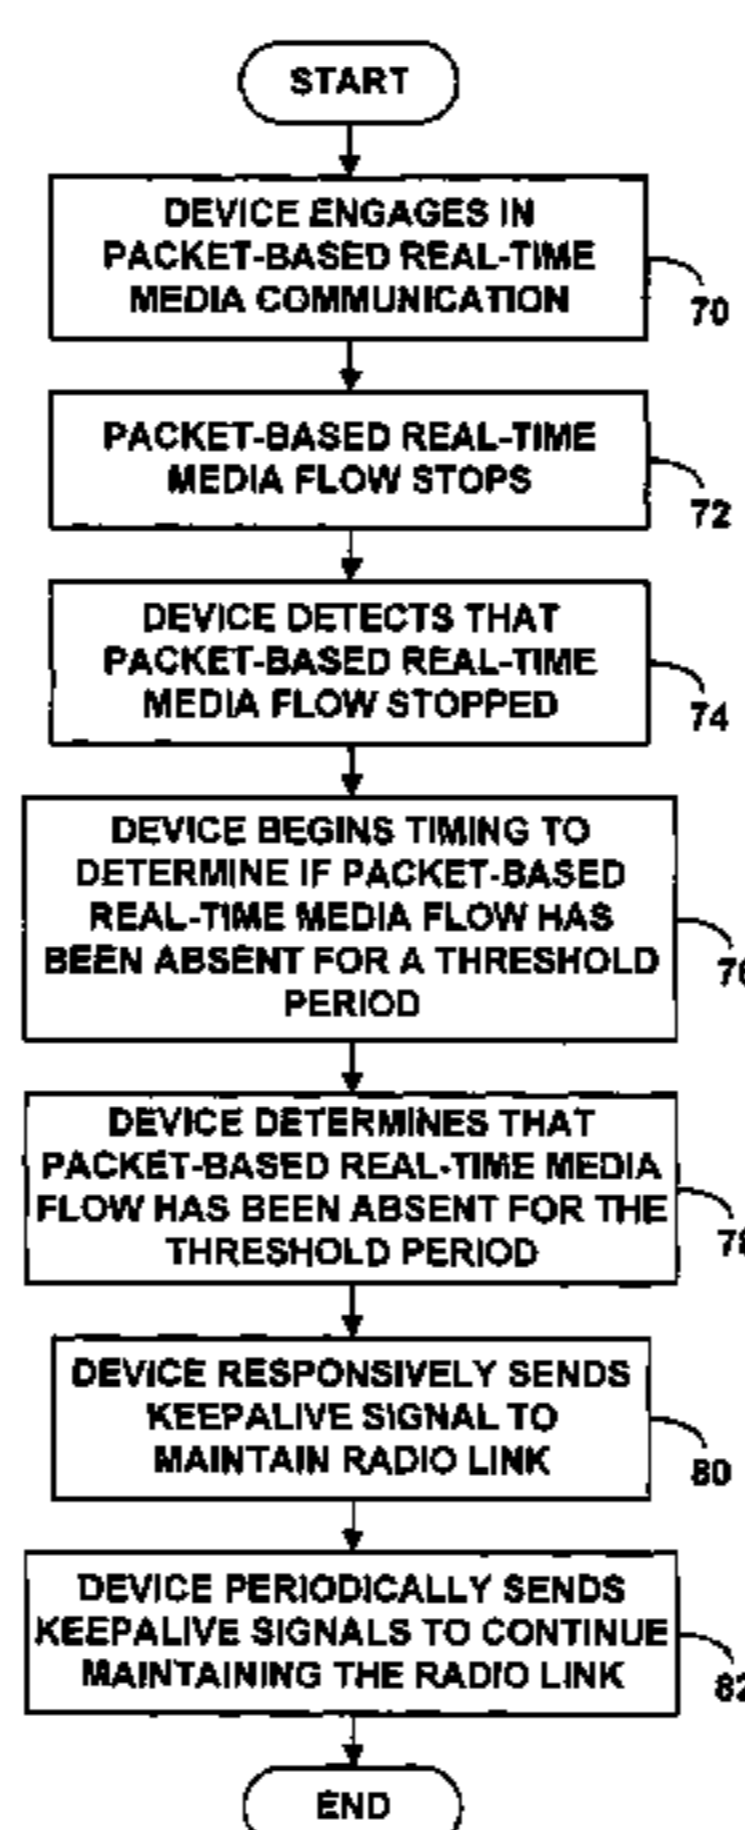 START
DEVICE ENGAGES IN
PACKET-BASED REAL-TIME
MEDIA COMMUNICATION
70
PACKET-BASED REAL-TIME
MEDIA FLOW STOPS
72
DEVICE DETECTS THAT
PACKET-BASED REAL-TIME
MEDIA FLOW STOPPED
74
DEVICE BEGINS TIMING TO
DETERMINE IF PACKET-BASED
REAL-TIME MEDIA FLOW HAS
BEEN ABSENT FOR A THRESHOLD
PERIOD
76
DEVICE DETERMINES THAT
PACKET-BASED REAL-TIME MEDIA
FLOW HAS BEEN ABSENT FOR THE
THRESHOLD PERIOD
78
DEVICE RESPONSIVELY SENDS
KEEPALIVE SIGNAL TO
MAINTAIN RADIO LINK
80
DEVICE PERIODICALLY SENDS
KEEPALIVE SIGNALS TO CONTINUE
MAINTAINING THE RADIO LINK
82
END